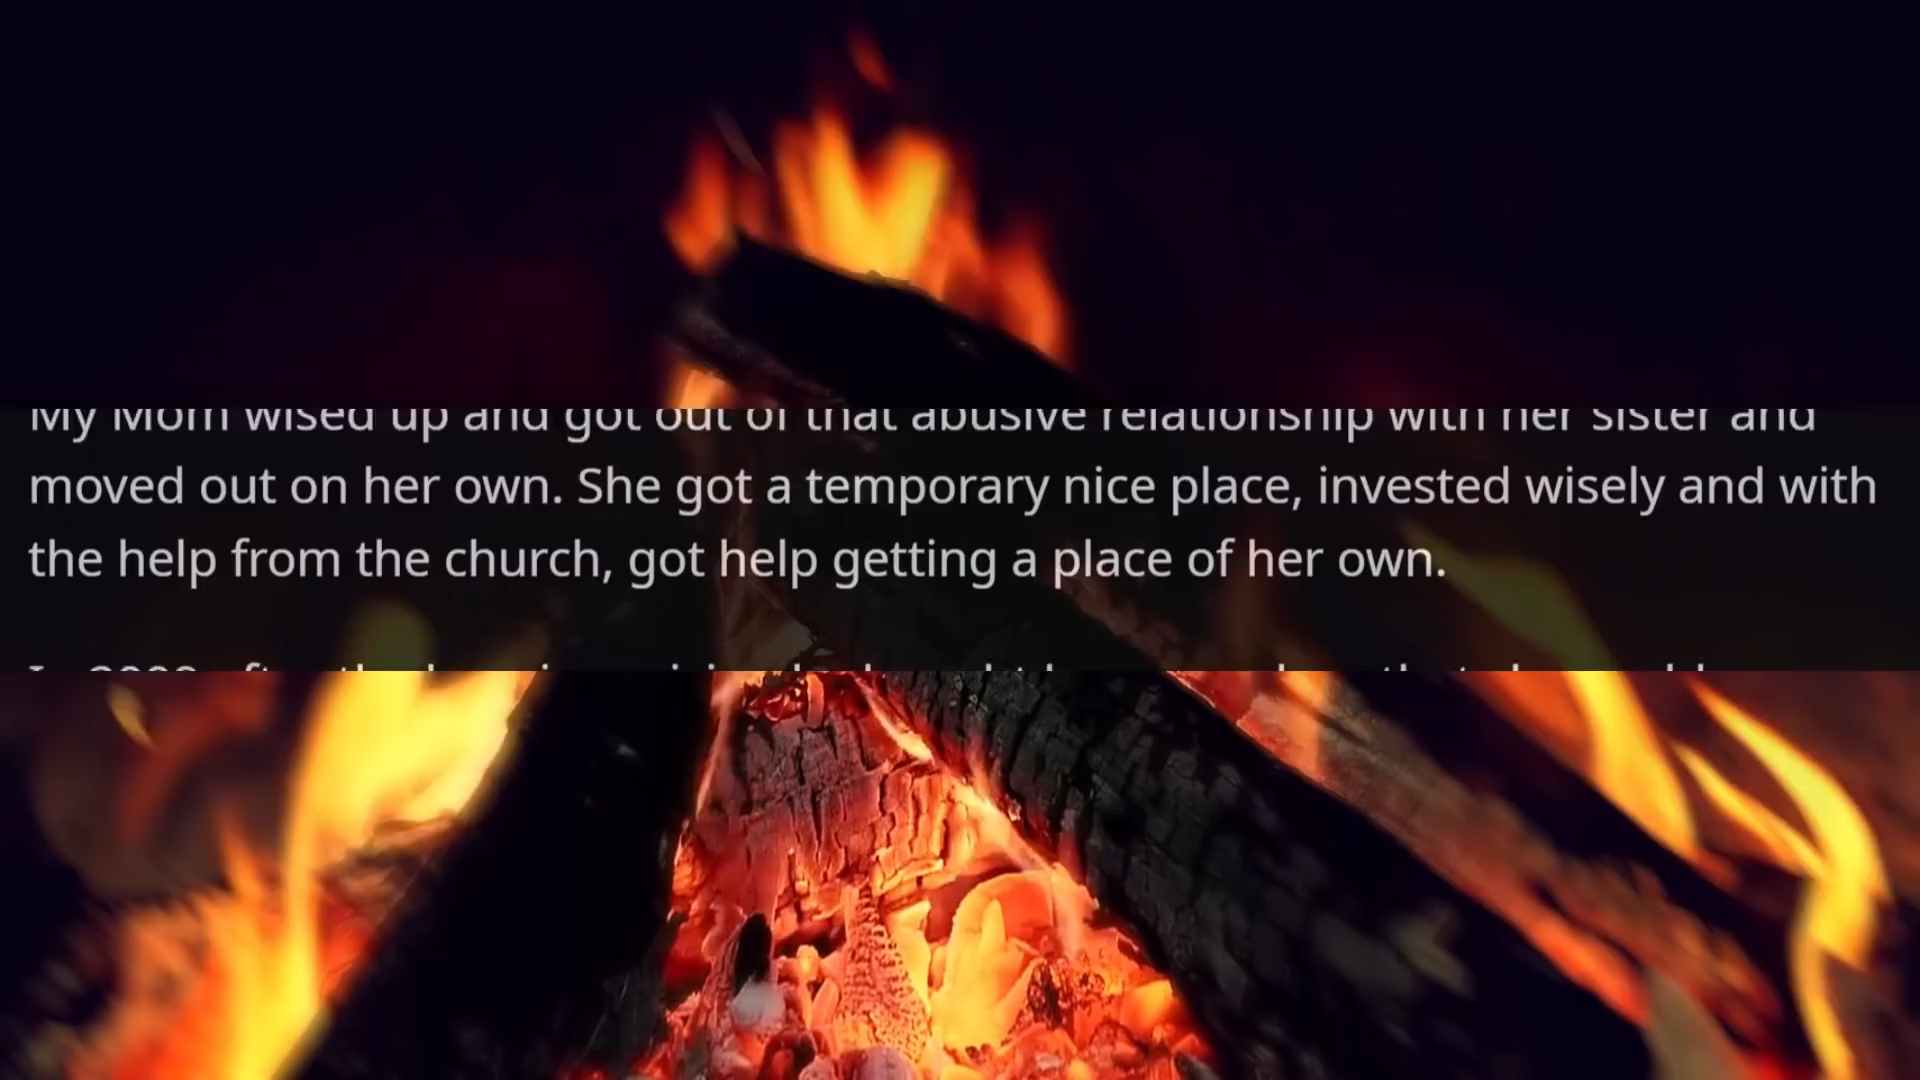 My Mom wised up and got out of that abusive relationship with her sister and
moved out on her own. She got a temporary nice place, invested wisely and with
the help from the church, got help getting a place of her own.